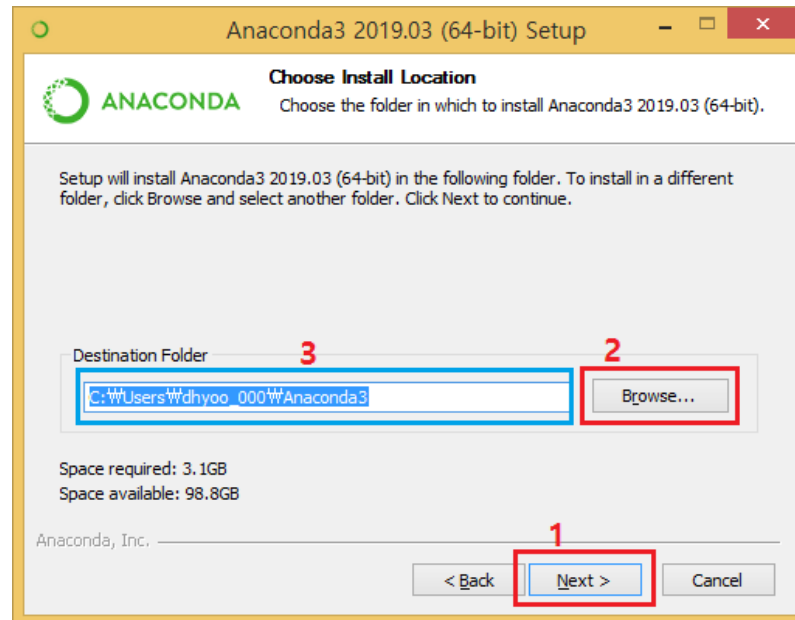 Anaconda3 2019.03 (64-bit) Setup
ANACONDA
Choose Install Location
Choose the folder in which to install Anaconda3 2019.03 (64-bit).
Setup will install Anaconda3 2019.03 (64-bit) in the following folder. To install in a different
folder, click Browse and select another folder. Click Next to continue.
Destination Folder
3
2
C:₩Users₩dhyoo_000₩Anaconda3
Browse...
Space required: 3.1GB
Space available: 98.8GB
Anaconda, Inc.
1
< Back
Next >
Cancel